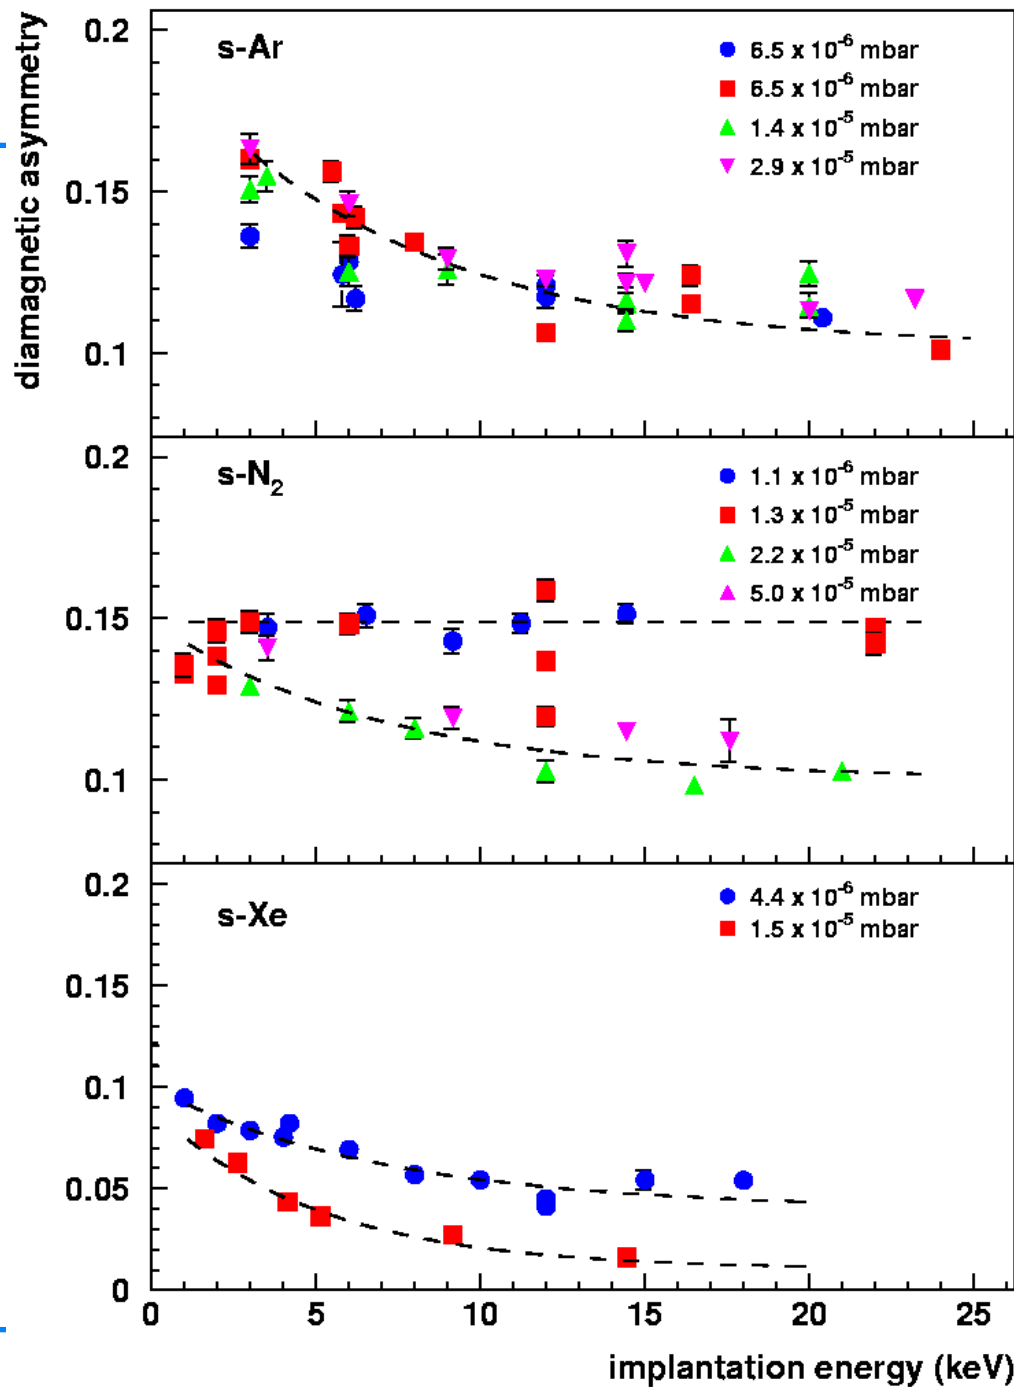 diamagnetic asymmetry
s-Ar
6.5 x 10⁻⁶ mbar
6.5 x 10⁻⁶ mbar
1.4 x 10⁻⁵ mbar
2.9 x 10⁻⁵ mbar
0.2
0.15
0.1
s-N₂
1.1 x 10⁻⁶ mbar
1.3 x 10⁻⁵ mbar
2.2 x 10⁻⁵ mbar
5.0 x 10⁻⁵ mbar
0.2
0.15
0.1
s-Xe
4.4 x 10⁻⁶ mbar
1.5 x 10⁻⁵ mbar
0.2
0.15
0.1
0.05
0
0 5 10 15 20 25
implantation energy (keV)